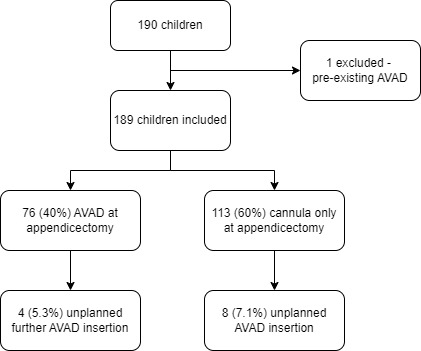 190 children
1 excluded -
pre-existing AVAD
189 children included
76 (40%) AVAD at
appendicectomy
113 (60%) cannula only
at appendicectomy
4 (5.3%) unplanned
further AVAD insertion
8 (7.1%) unplanned
AVAD insertion